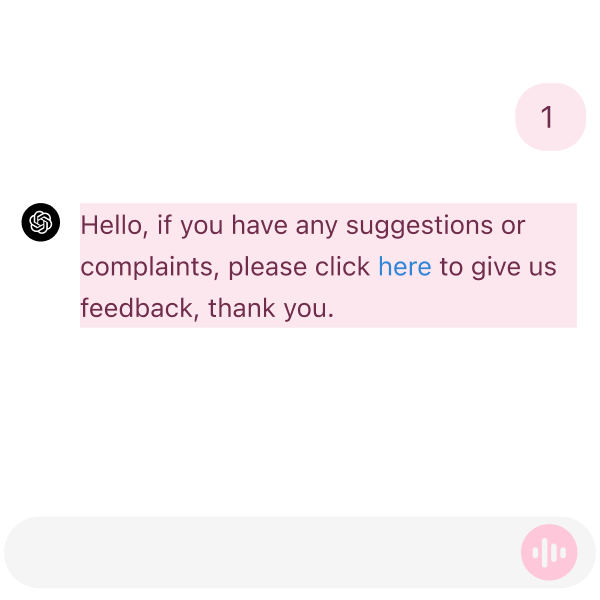 1
Hello, if you have any suggestions or
complaints, please click here to give us
feedback, thank you.